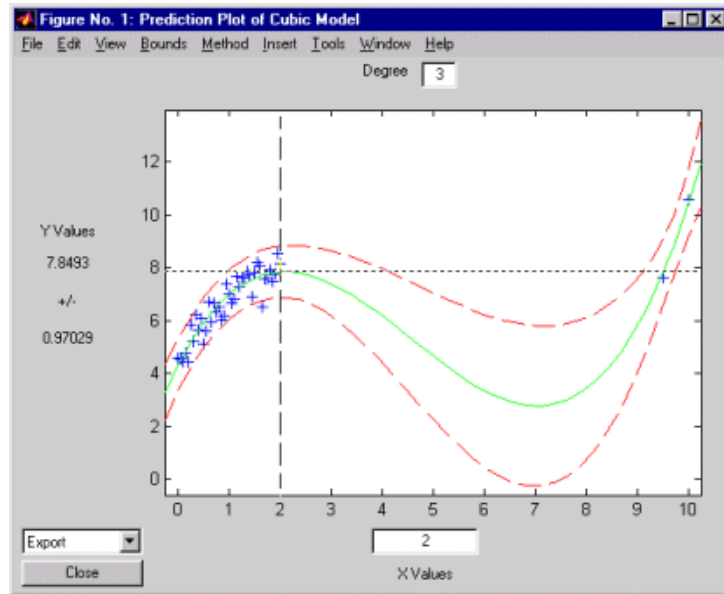 Figure No. 1: Prediction Plot of Cubic Model
File Edit View Bounds Method Insert Tools Window Help
Degree 3
12
10
8
6
4
2
0
Y Values
7.8493
+/-
0.97029
0 1 2 3 4 5 6 7 8 9 10
Export
2
Close
X Values